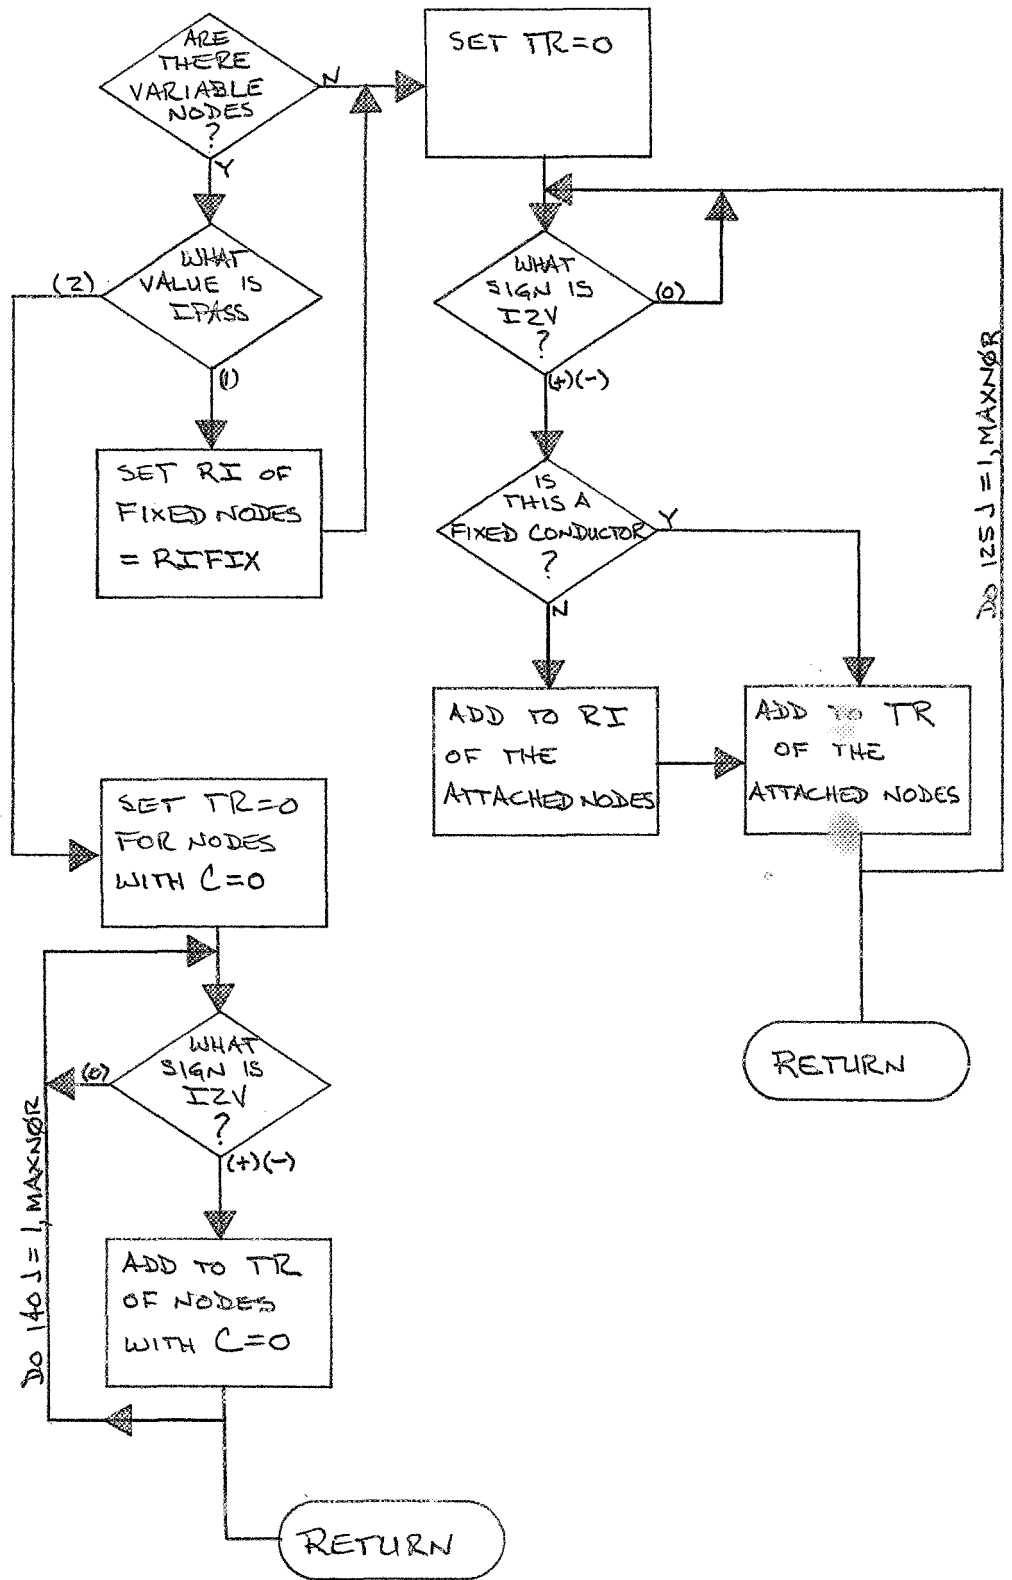 ARE
THERE
VARIABLE
NODES
?
N
Y
SET TR=0
WHAT
VALUE IS
IPASS
(2)
(1)
SET RI OF
FIXED NODES
= RIFIX
WHAT
SIGN IS
IZV
?
(0)
(+)(-)
IS
THIS A
FIXED CONDUCTOR
?
Y
N
DO 125 J=1,MAXNØR
ADD TO RI
OF THE
ATTACHED NODES
ADD TO TR
OF THE
ATTACHED NODES
RETURN
SET TR=0
FOR NODES
WITH C=0
WHAT
SIGN IS
IZV
?
(0)
(+)(-)
DO 140 J=1,MAXNØR
ADD TO TR
OF NODES
WITH C=0
RETURN